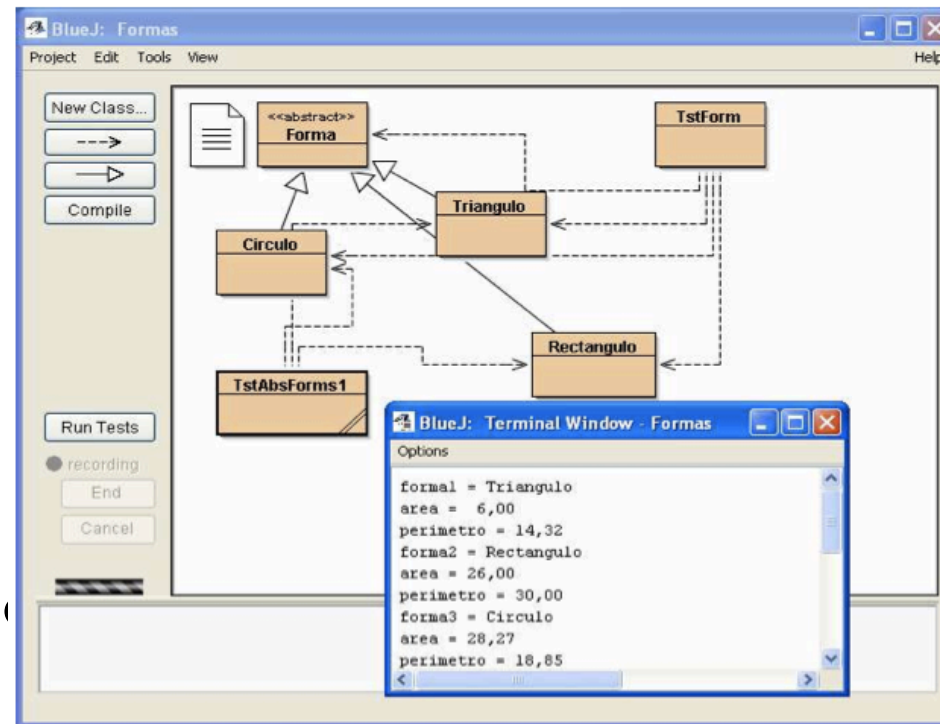 BlueJ: Formas
Project Edit Tools View Help
New Class...
Compile
<<abstract>>
Forma
TstForm
Triangulo
Circulo
Rectangulo
TstAbsForms1
Run Tests
recording
End
Cancel
BlueJ: Terminal Window - Formas
Options
forma1 = Triangulo
area =  6,00
perimetro = 14,32
forma2 = Rectangulo
area = 26,00
perimetro = 30,00
forma3 = Circulo
area = 28,27
perimetro = 18,85